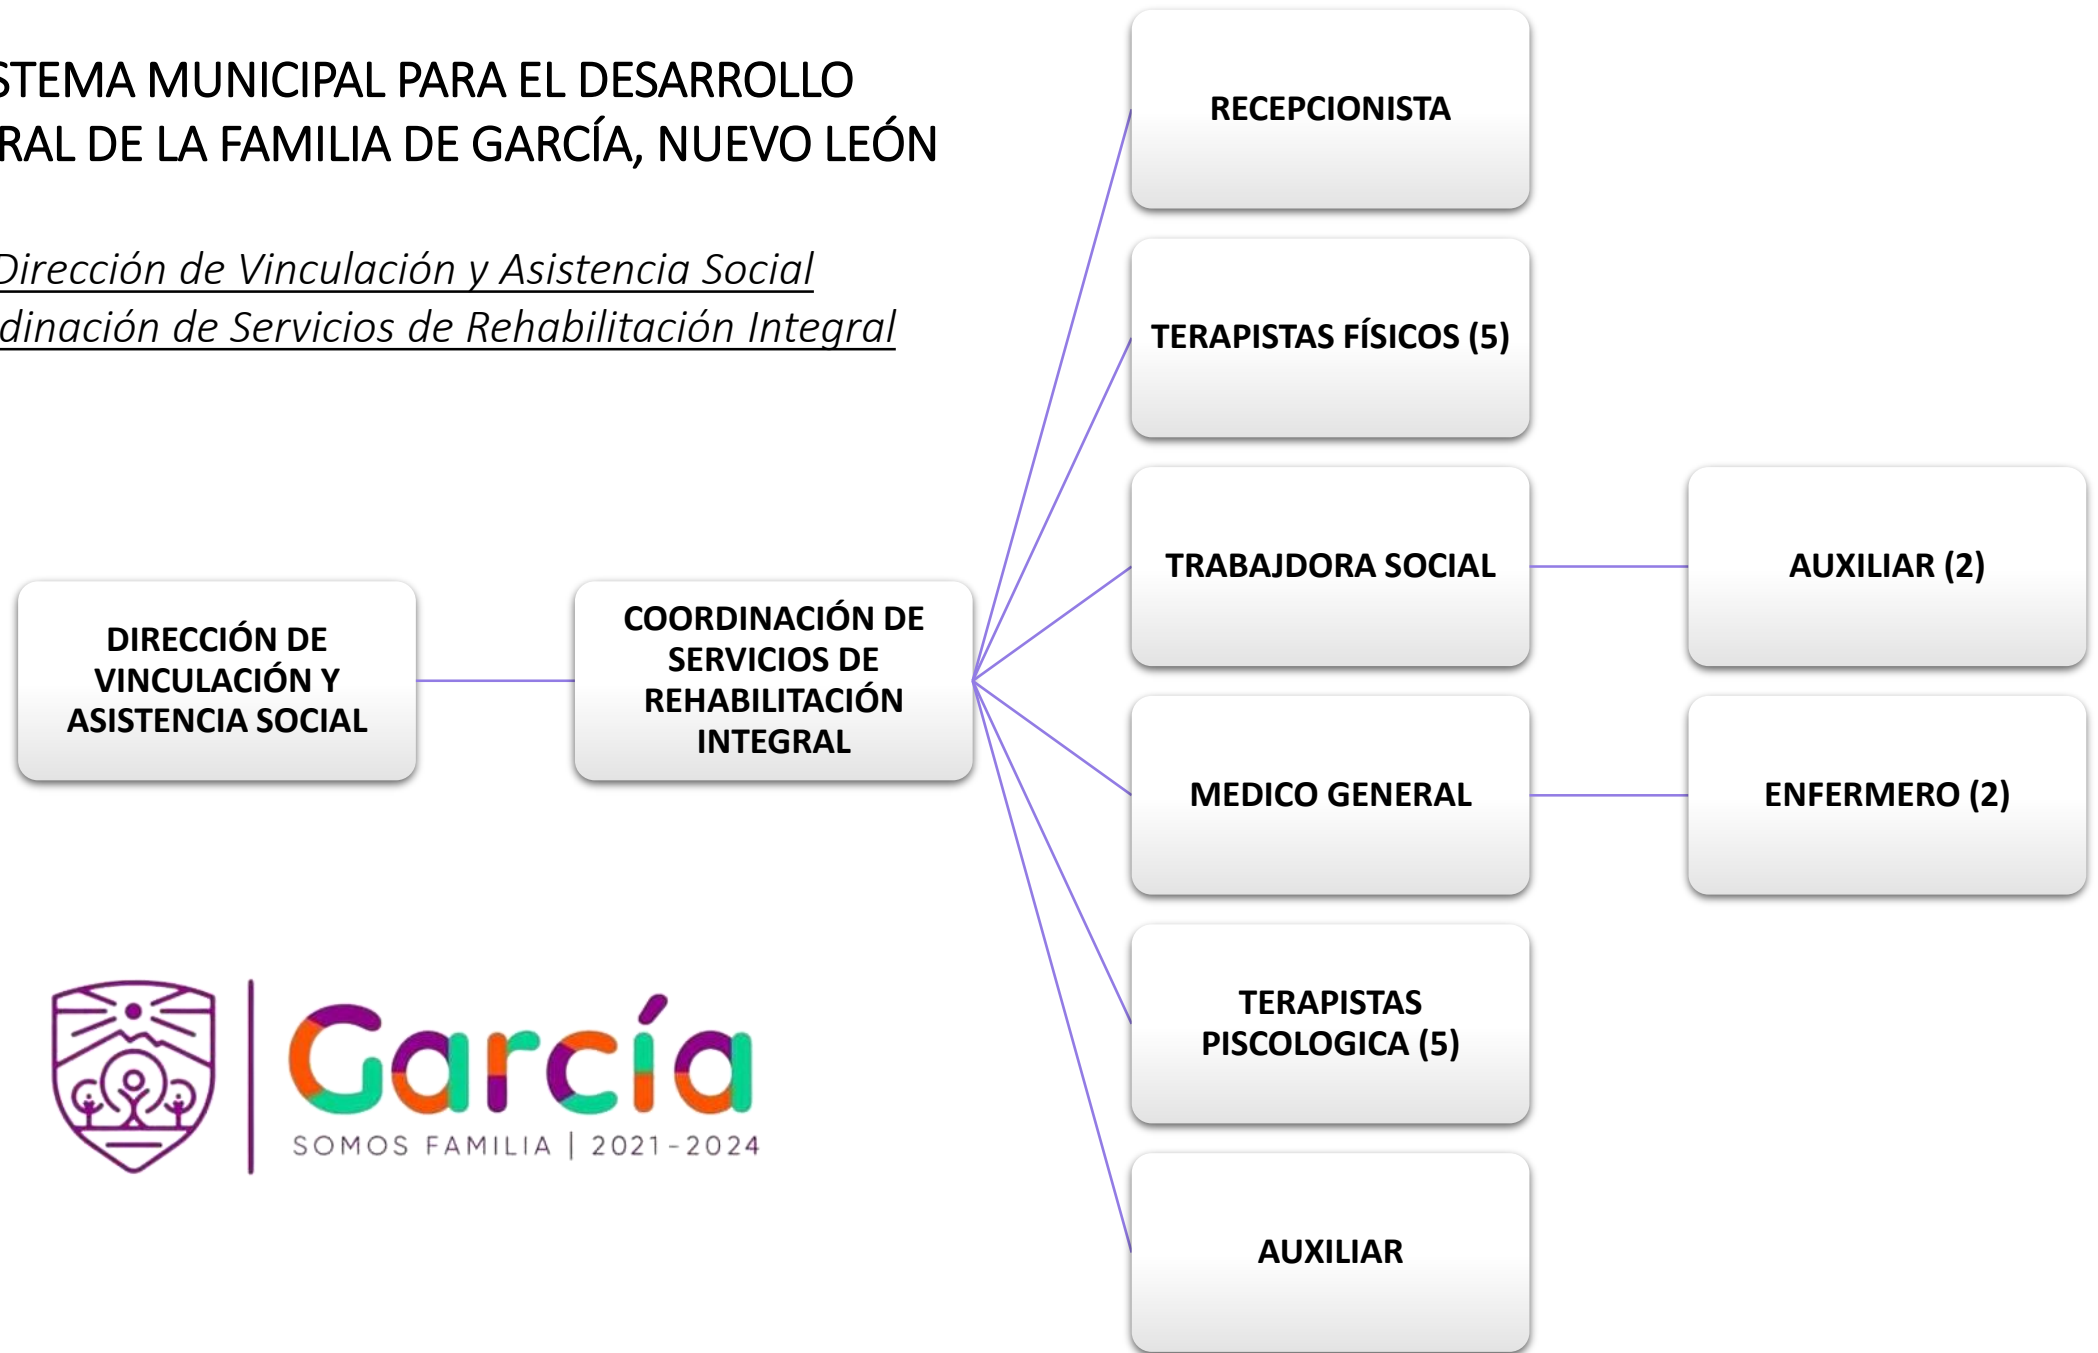 STEMA MUNICIPAL PARA EL DESARROLLO
RAL DE LA FAMILIA DE GARCÍA, NUEVO LEÓN
Dirección de Vinculación y Asistencia Social
dinación de Servicios de Rehabilitación Integral
DIRECCIÓN DE
VINCULACIÓN Y
ASISTENCIA SOCIAL
COORDINACIÓN DE
SERVICIOS DE
REHABILITACIÓN
INTEGRAL
RECEPCIONISTA
TERAPISTAS FÍSICOS (5)
TRABAJDORA SOCIAL
AUXILIAR (2)
MEDICO GENERAL
ENFERMERO (2)
TERAPISTAS
PISCOLOGICA (5)
AUXILIAR
García
SOMOS FAMILIA | 2021-2024